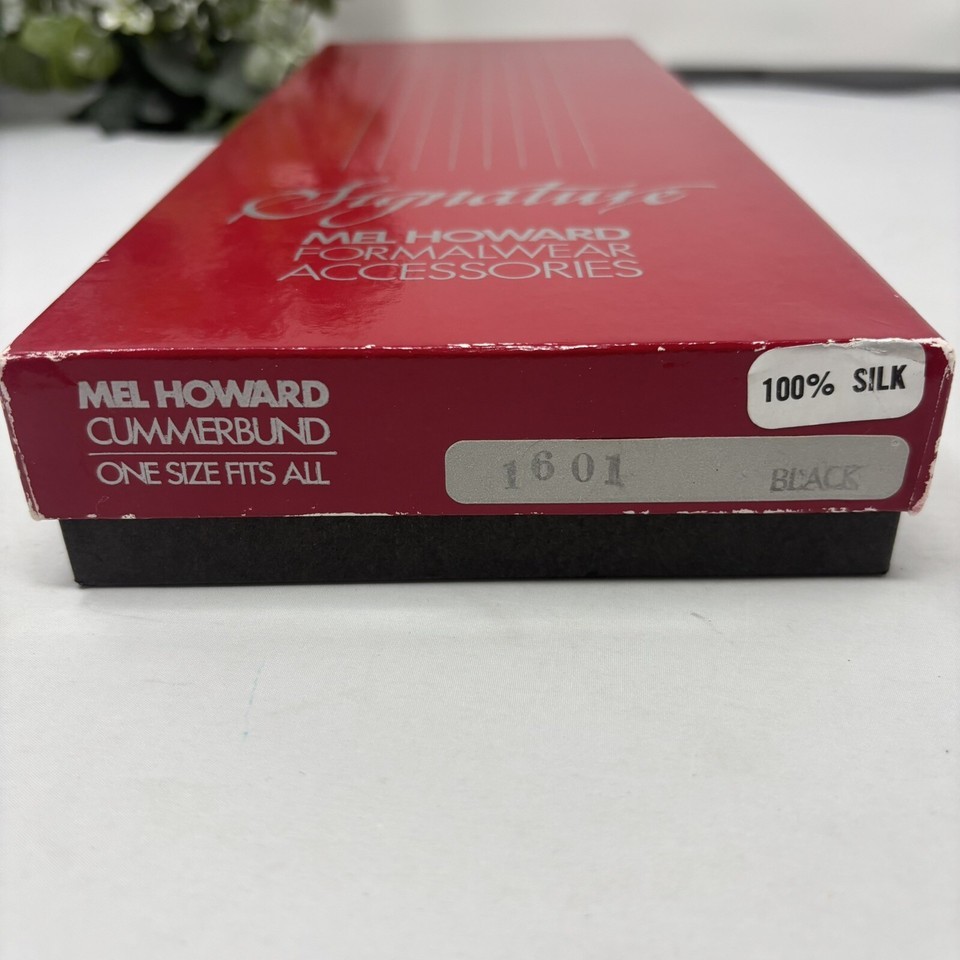 Signature
MEL HOWARD
FORMALWEAR
ACCESSORIES
MEL HOWARD
CUMMERBUND
ONE SIZE FITS ALL
100% SILK
1601 BLACK